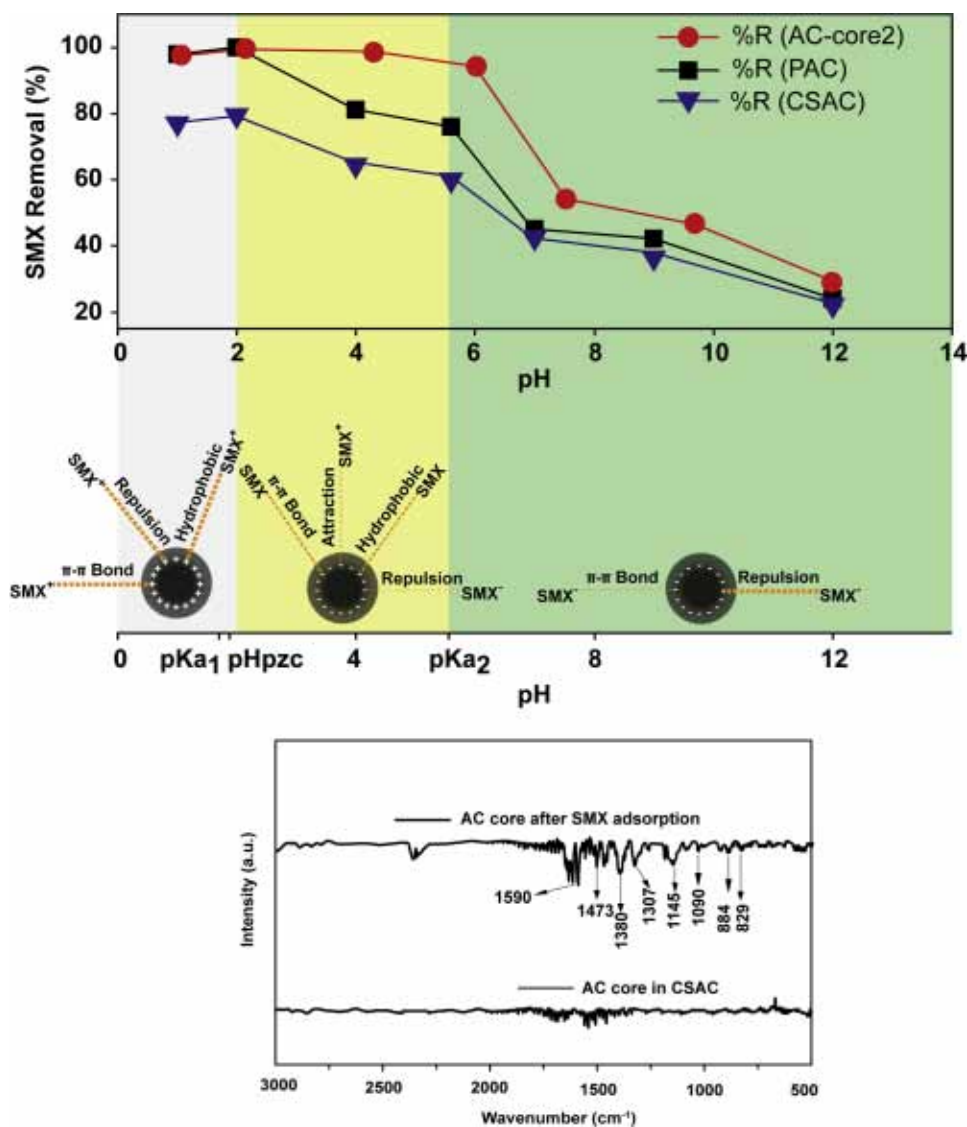 100
80
60
40
20
SMX Removal (%)
%R (AC-core2)
%R (PAC)
%R (CSAC)
0 2 4 6 8 10 12 14
pH
SMX⁺
Repulsion
Hydrophobic
SMX⁺
π-π Bond
SMX⁺
SMX
π-π Bond
Attraction
SMX⁺
Hydrophobic
SMX
Repulsion
SMX⁻
π-π Bond
SMX⁻
Repulsion
SMX⁻
0 pKa₁ pHpzc 4 pKa₂ 8 12
pH
Intensity (a.u.)
AC core after SMX adsorption
1590
1473
1380
1307
1145
1090
884
829
AC core in CSAC
3000 2500 2000 1500 1000 500
Wavenumber (cm⁻¹)